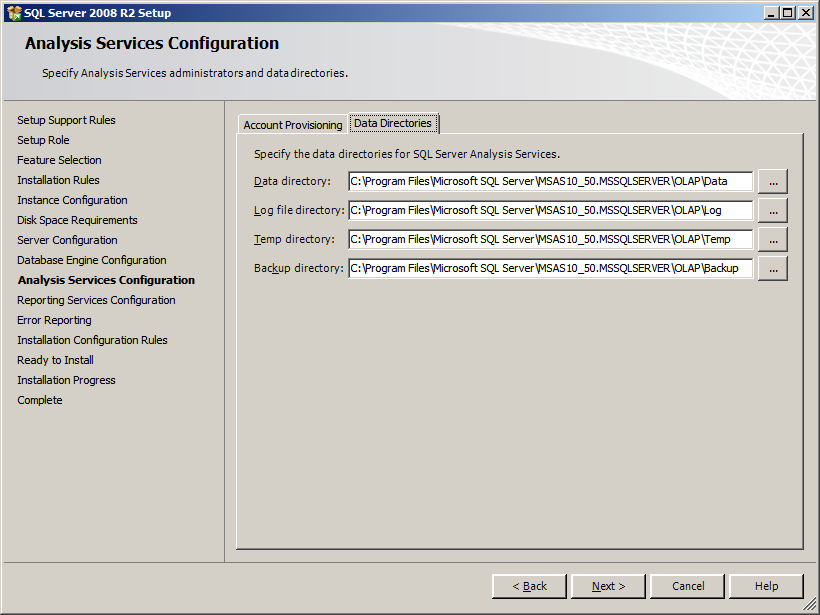 SQL Server 2008 R2 Setup
Analysis Services Configuration
Specify Analysis Services administrators and data directories.
Setup Support Rules
Setup Role
Feature Selection
Installation Rules
Instance Configuration
Disk Space Requirements
Server Configuration
Database Engine Configuration
Analysis Services Configuration
Reporting Services Configuration
Error Reporting
Installation Configuration Rules
Ready to Install
Installation Progress
Complete
Account Provisioning Data Directories
Specify the data directories for SQL Server Analysis Services.
Data directory: C:\Program Files\Microsoft SQL Server\MSAS10_50.MSSQLSERVER\OLAP\Data ...
Log file directory: C:\Program Files\Microsoft SQL Server\MSAS10_50.MSSQLSERVER\OLAP\Log ...
Temp directory: C:\Program Files\Microsoft SQL Server\MSAS10_50.MSSQLSERVER\OLAP\Temp ...
Backup directory: C:\Program Files\Microsoft SQL Server\MSAS10_50.MSSQLSERVER\OLAP\Backup ...
< Back Next > Cancel Help